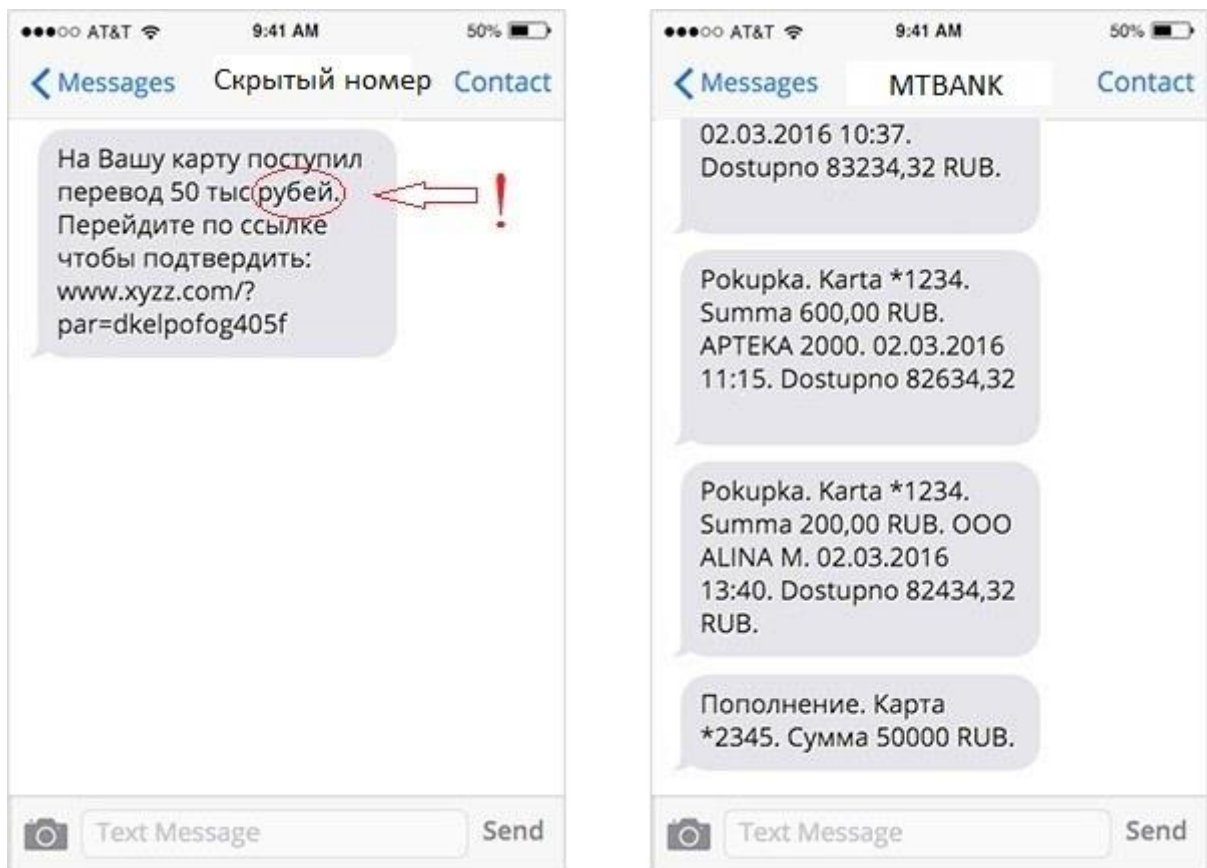 AT&T 9:41 AM 50%
Messages Скрытый номер Contact
На Вашу карту поступил
перевод 50 тыс рубей.
Перейдите по ссылке
чтобы подтвердить:
www.xyzz.com/?
par=dkelpofog405f
!
Text Message Send
AT&T 9:41 AM 50%
Messages MTBANK Contact
02.03.2016 10:37.
Dostupno 83234,32 RUB.
Pokupka. Karta *1234.
Summa 600,00 RUB.
APTEKA 2000. 02.03.2016
11:15. Dostupno 82634,32
Pokupka. Karta *1234.
Summa 200,00 RUB. OOO
ALINA M. 02.03.2016
13:40. Dostupno 82434,32
RUB.
Пополнение. Карта
*2345. Сумма 50000 RUB.
Text Message Send